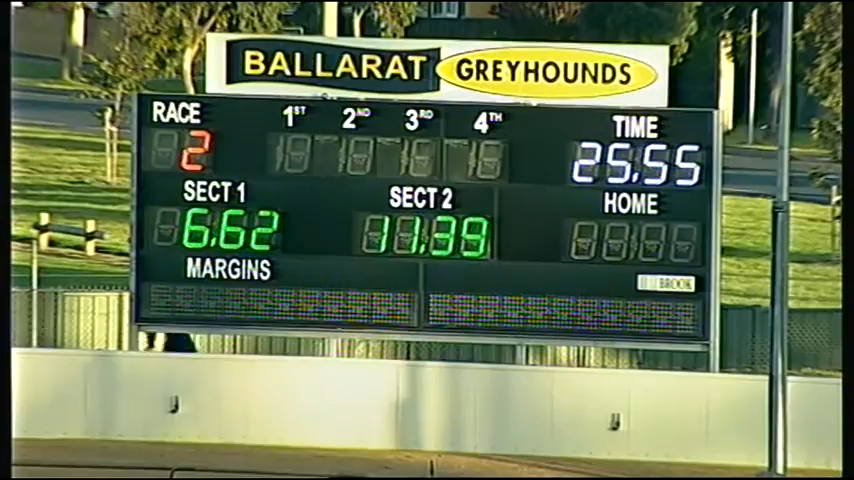 BALLARAT GREYHOUNDS
RACE 1ST 2ND 3RD 4TH TIME
2 25.55
SECT 1 SECT 2 HOME
6.62 11.39
MARGINS
BROOK